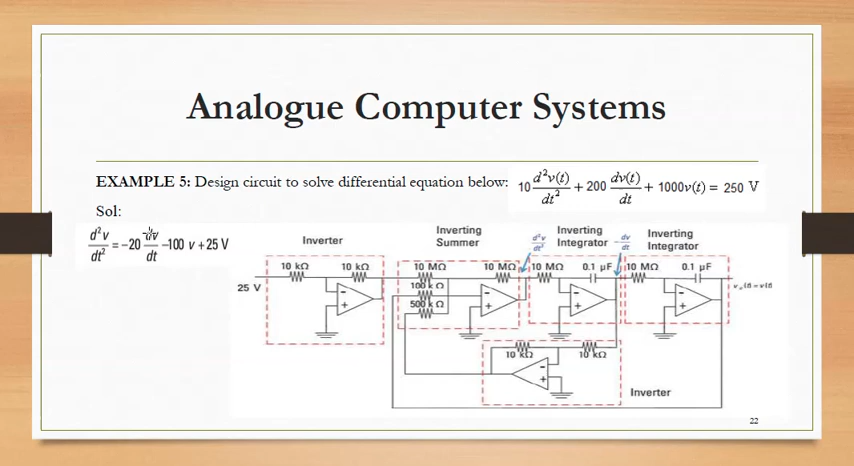 Analogue Computer Systems
EXAMPLE 5: Design circuit to solve differential equation below: 10 d²v(t)/dt² + 200 dv(t)/dt + 1000v(t) = 250 V
Sol:
d²v/dt² = -20 dv/dt -100 v +25 V
Inverter
Inverting Summer
d²v/dt²
Inverting Integrator
-dv/dt
Inverting Integrator
10 kΩ 10 kΩ 10 MΩ 10 MΩ 10 MΩ 0.1 µF 10 MΩ 0.1 µF
25 V
100 k Ω
500 k Ω
10 kΩ 10 kΩ
Inverter
22